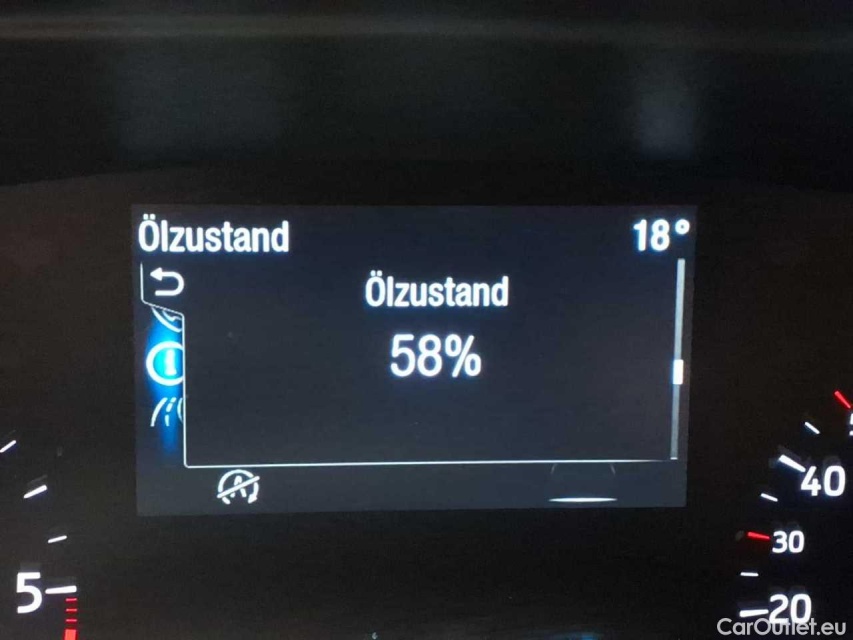 Ölzustand 18°
Ölzustand
58%
A
40
30
20
5
CarOutlet.eu